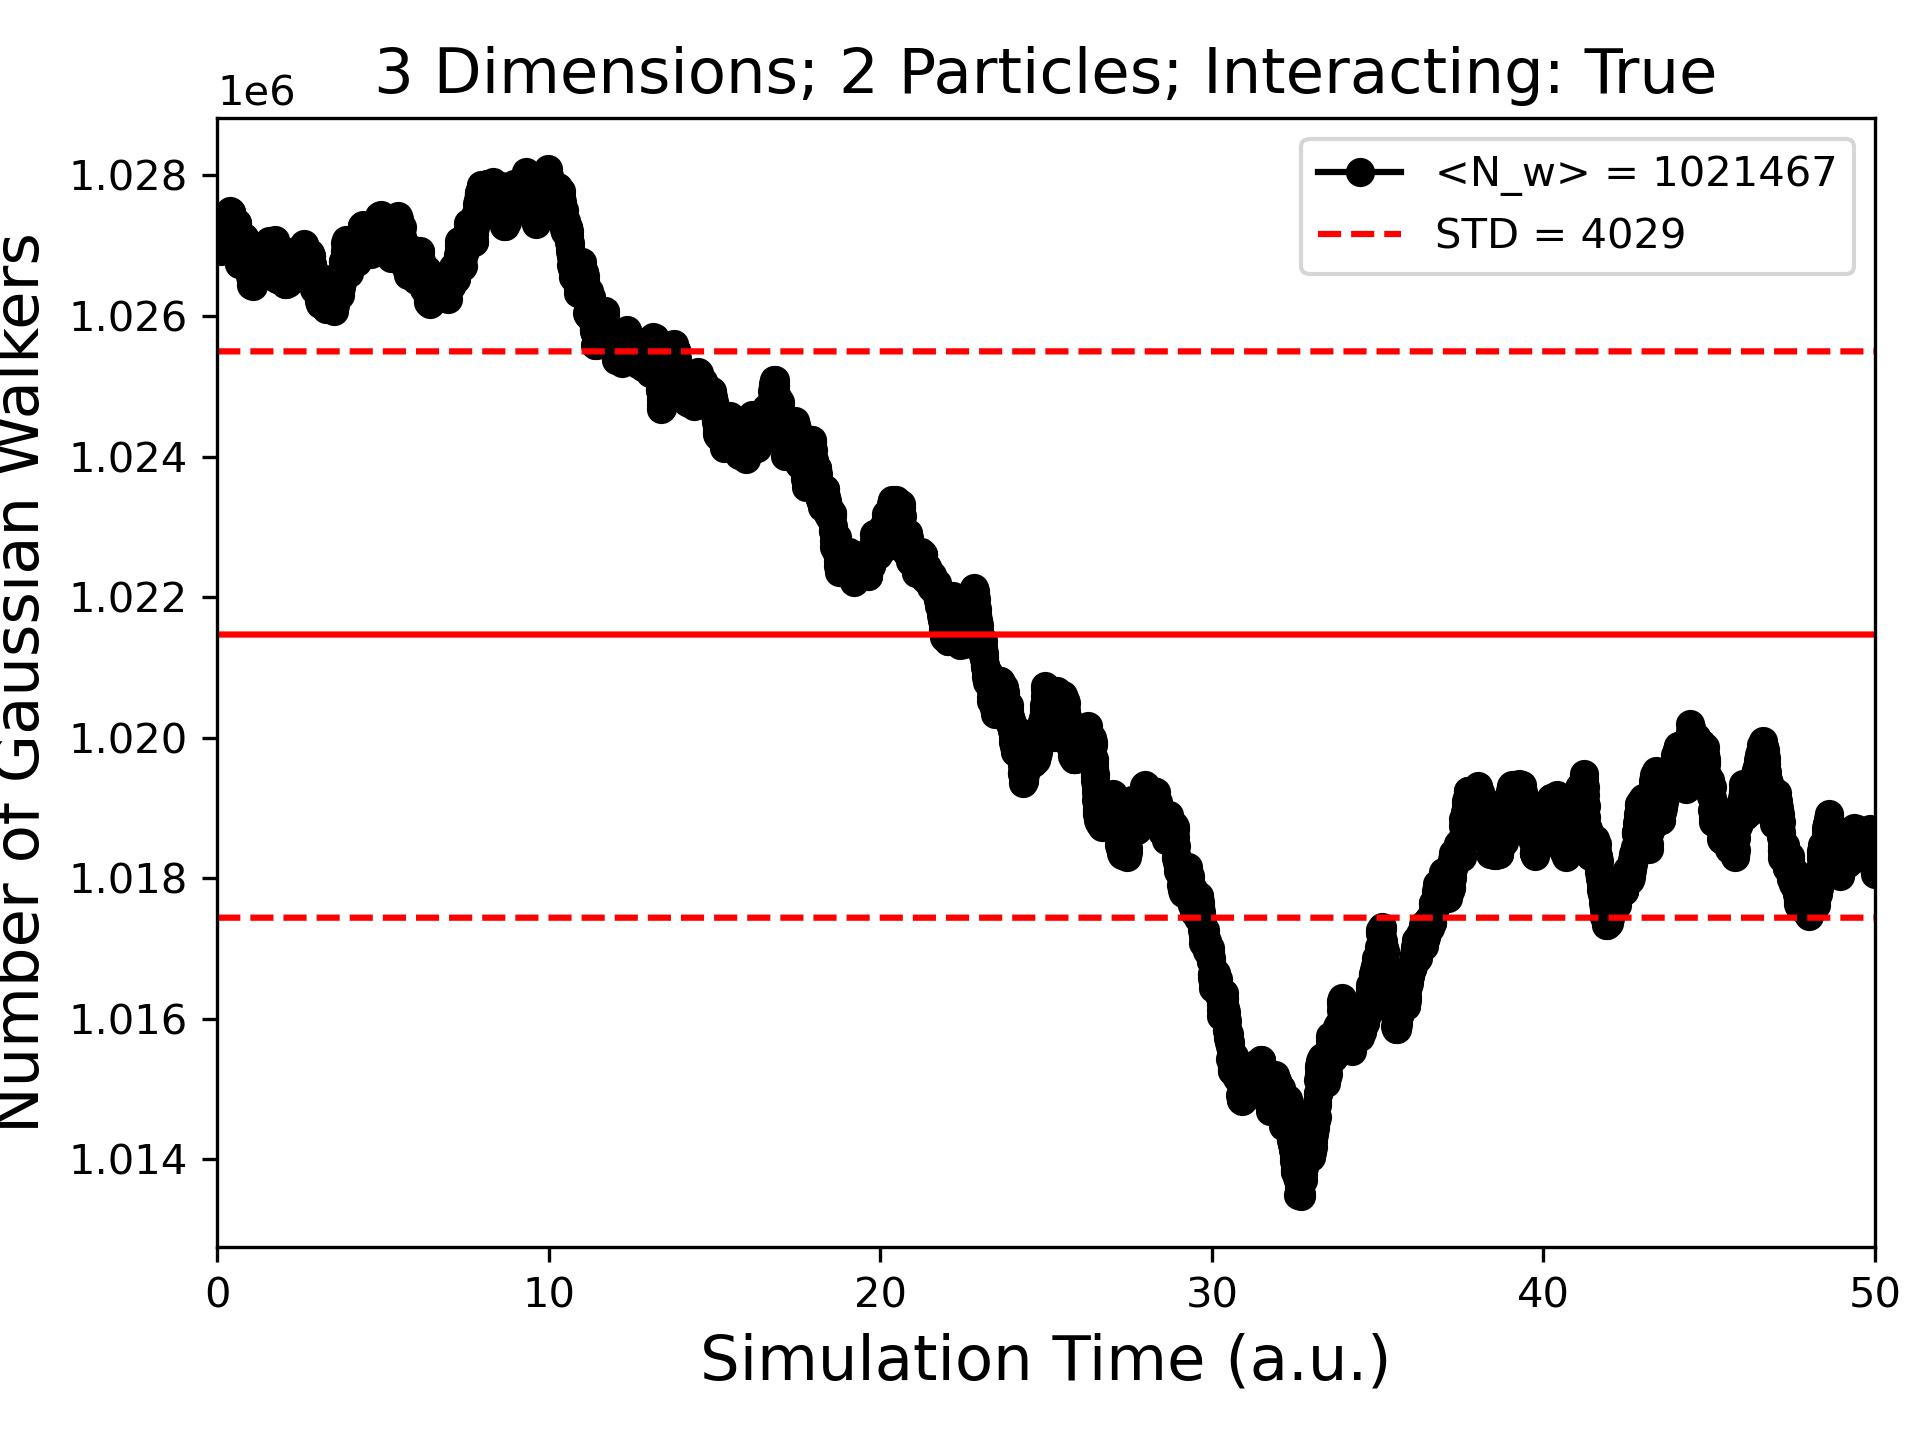 3 Dimensions; 2 Particles; Interacting: True
1e6
<N_w> = 1021467
STD = 4029
1.028
1.026
1.024
1.022
1.020
1.018
1.016
1.014
Number of Gaussian Walkers
0 10 20 30 40 50
Simulation Time (a.u.)